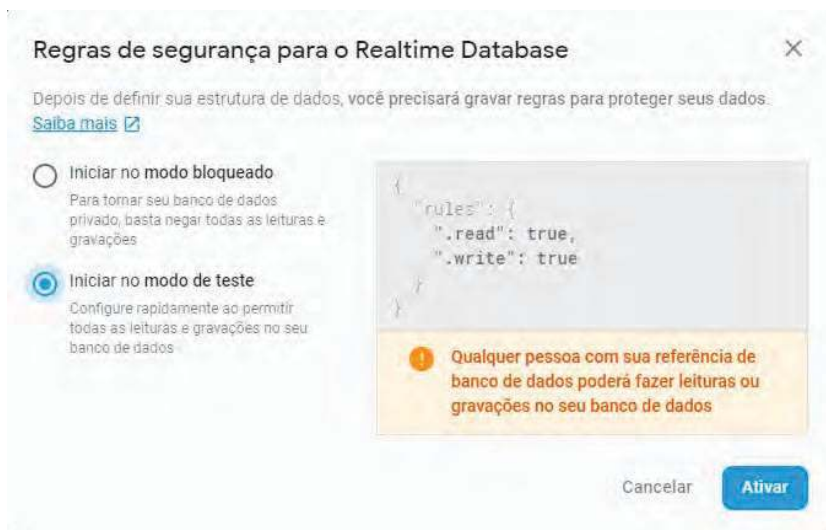 Regras de segurança para o Realtime Database
Depois de definir sua estrutura de dados, você precisará gravar regras para proteger seus dados.
Saiba mais
Iniciar no modo bloqueado
Para tornar seu banco de dados
privado, basta negar todas as leituras e
gravações
Iniciar no modo de teste
Configure rapidamente ao permitir
todas as leituras e gravações no seu
banco de dados
{
"rules": {
".read": true,
".write": true
}
}
Qualquer pessoa com sua referência de
banco de dados poderá fazer leituras ou
gravações no seu banco de dados
Cancelar
Ativar